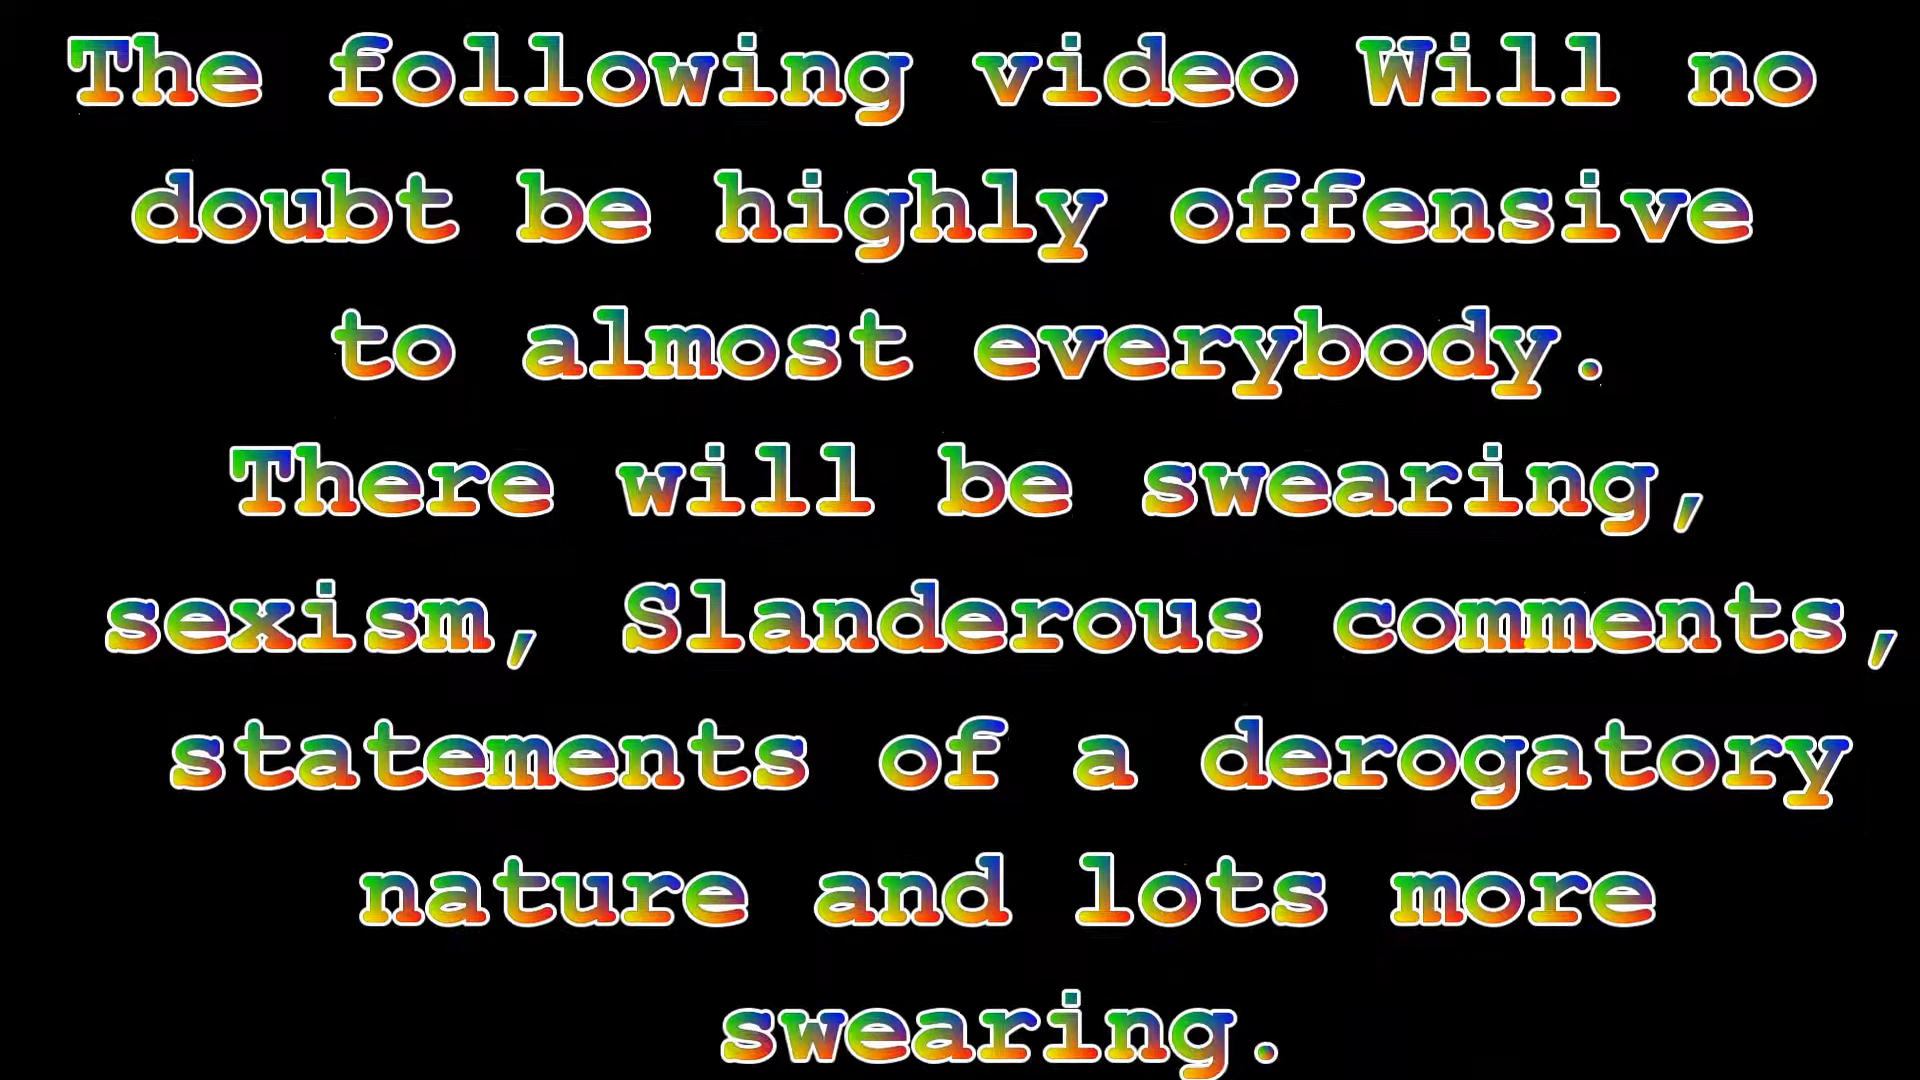 The following video Will no
doubt be highly offensive
to almost everybody.
There will be swearing,
sexism, Slanderous comments,
statements of a derogatory
nature and lots more
swearing.